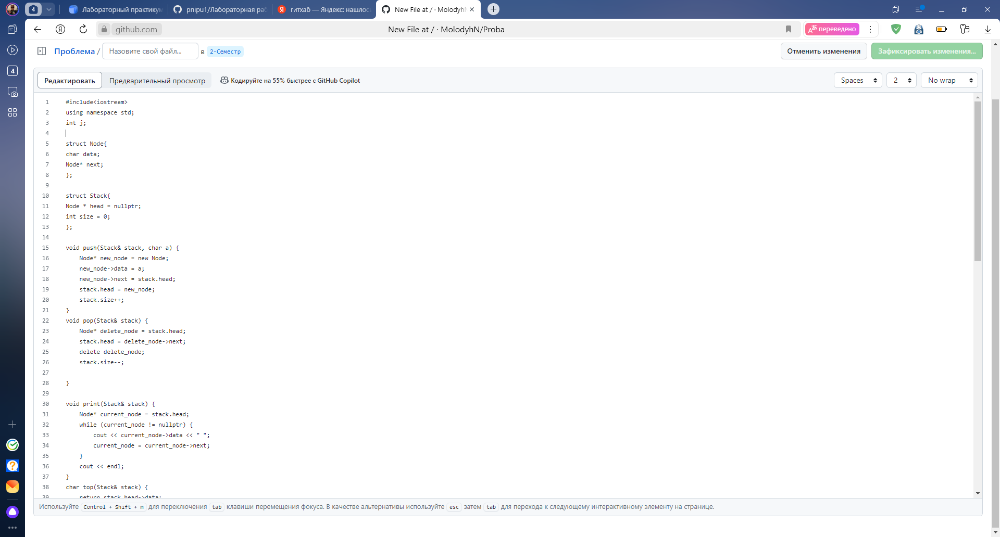 4
Лабораторный практикум
pnipu1/Лабораторная раб
гитхаб — Яндекс: нашлось
New File at / · MolodyhN
github.com
New File at / · MolodyhN/Proba
переведено
4
Проблема / Назовите свой файл... в 2-Семестр
Отменить изменения
Зафиксировать изменения...
Редактировать
Предварительный просмотр
Кодируйте на 55% быстрее с GitHub Copilot
Spaces
2
No wrap
1 #include<iostream>
2 using namespace std;
3 int j;
4
5 struct Node{
6 char data;
7 Node* next;
8 };
9
10 struct Stack{
11 Node * head = nullptr;
12 int size = 0;
13 };
14
15 void push(Stack& stack, char a) {
16     Node* new_node = new Node;
17     new_node->data = a;
18     new_node->next = stack.head;
19     stack.head = new_node;
20     stack.size++;
21 }
22 void pop(Stack& stack) {
23     Node* delete_node = stack.head;
24     stack.head = delete_node->next;
25     delete delete_node;
26     stack.size--;
27
28 }
29
30 void print(Stack& stack) {
31     Node* current_node = stack.head;
32     while (current_node != nullptr) {
33         cout << current_node->data << " ";
34         current_node = current_node->next;
35     }
36     cout << endl;
37 }
38 char top(Stack& stack) {
39     return stack.head->data;
Используйте Control + Shift + m для переключения tab клавиши перемещения фокуса. В качестве альтернативы используйте esc затем tab для перехода к следующему интерактивному элементу на странице.